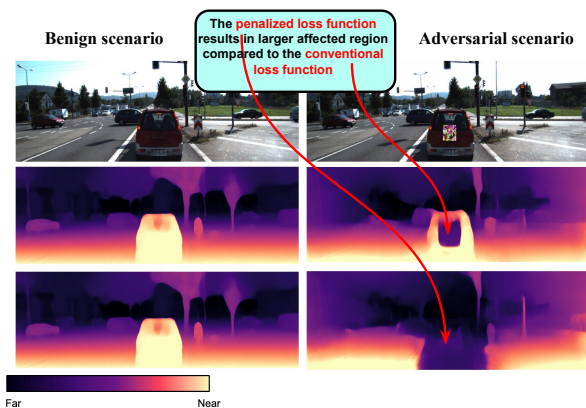 Benign scenario
The penalized loss function
results in larger affected region
compared to the conventional
loss function
Adversarial scenario
Far
Near